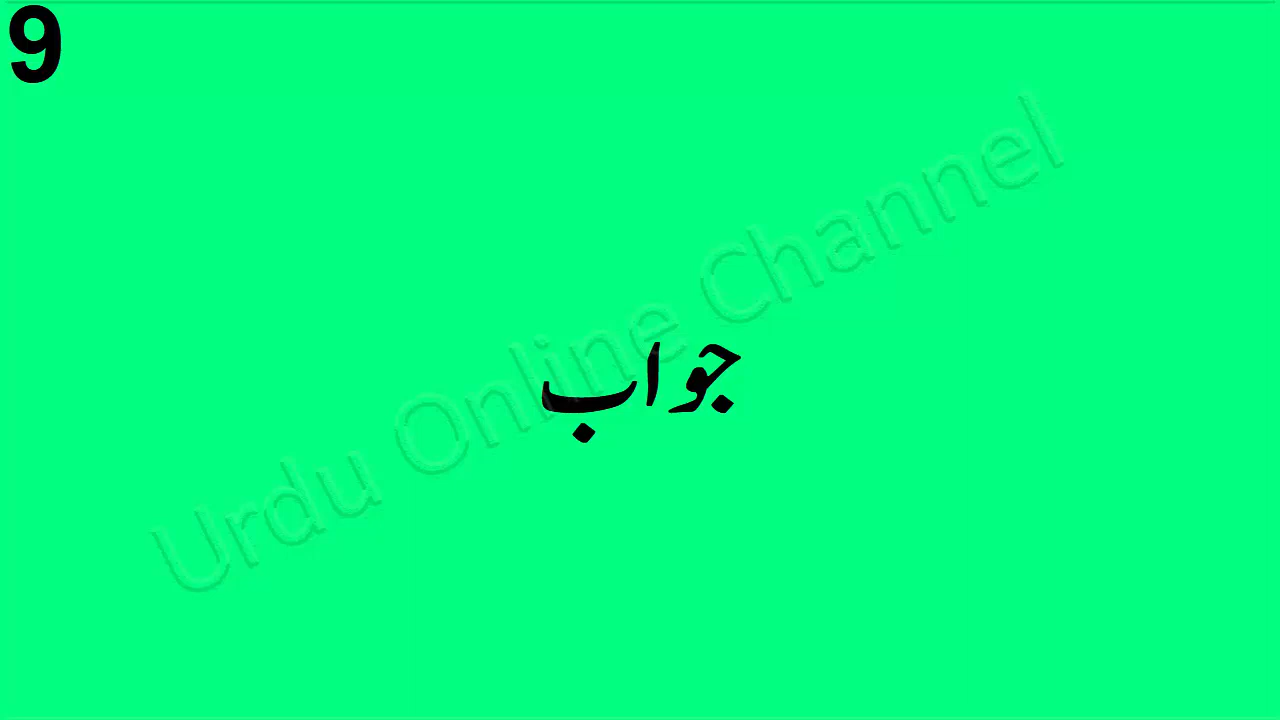 9
جواب
Urdu Online Channel